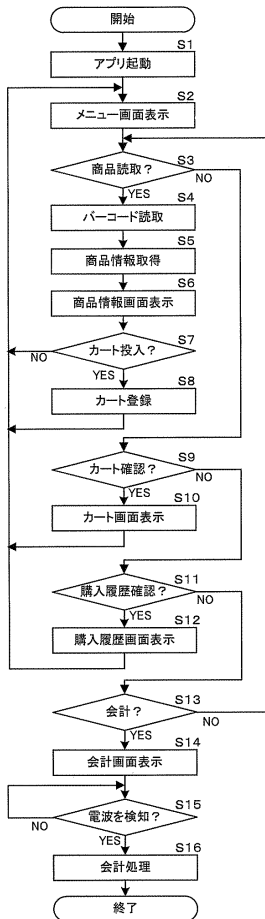 開始
S1
アプリ起動
S2
メニュー画面表示
S3
商品読取?
NO
YES
S4
バーコード読取
S5
商品情報取得
S6
商品情報画面表示
S7
カート投入?
NO
YES
S8
カート登録
S9
カート確認?
NO
YES
S10
カート画面表示
S11
購入履歴確認?
NO
YES
S12
購入履歴画面表示
S13
会計?
NO
YES
S14
会計画面表示
S15
電波を検知?
NO
YES
S16
会計処理
終了